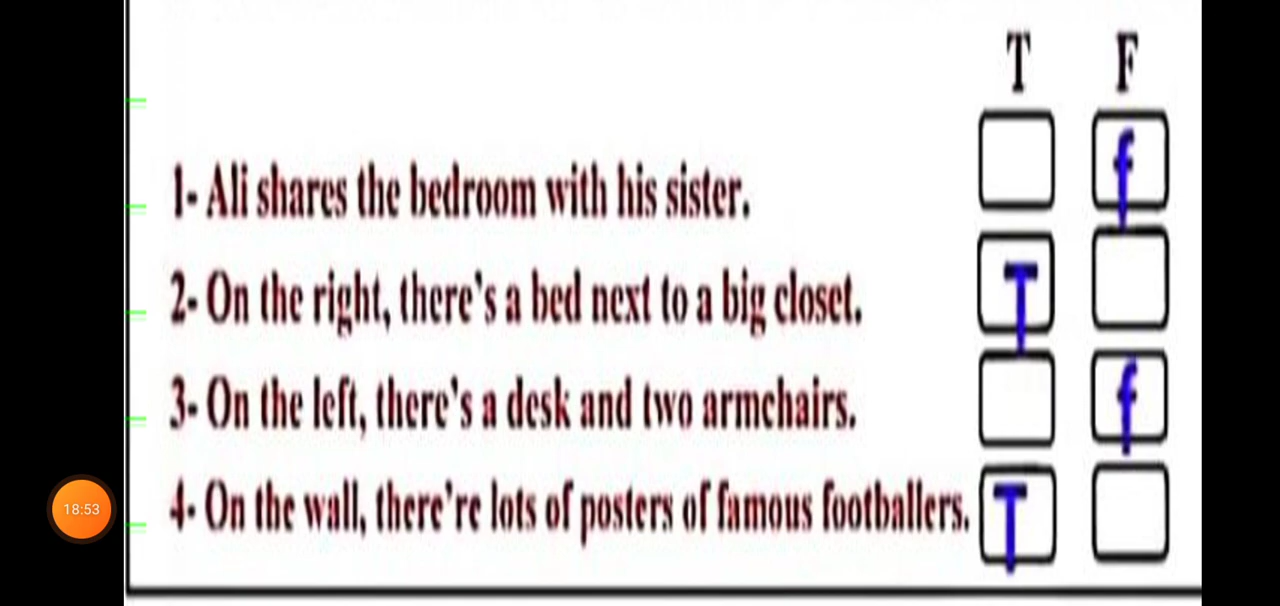 T F
1- Ali shares the bedroom with his sister. f
2- On the right, there's a bed next to a big closet. T
3- On the left, there's a desk and two armchairs. f
4- On the wall, there're lots of posters of famous footballers. T
18:53